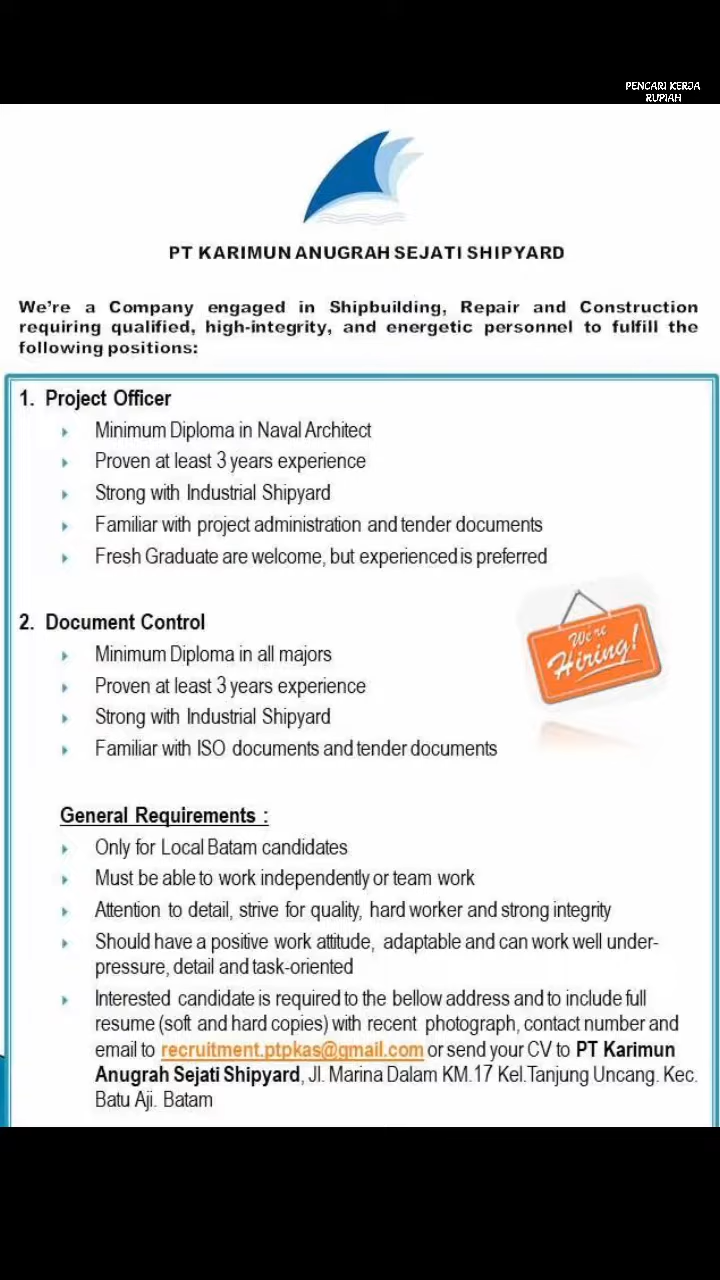 PENCARI KERJA
RUPIAH
PT KARIMUN ANUGRAH SEJATI SHIPYARD
We're a Company engaged in Shipbuilding, Repair and Construction
requiring qualified, high-integrity, and energetic personnel to fulfill the
following positions:
1. Project Officer
Minimum Diploma in Naval Architect
Proven at least 3 years experience
Strong with Industrial Shipyard
Familiar with project administration and tender documents
Fresh Graduate are welcome, but experienced is preferred
2. Document Control
Minimum Diploma in all majors
Proven at least 3 years experience
Strong with Industrial Shipyard
Familiar with ISO documents and tender documents
We're
Hiring!
General Requirements :
Only for Local Batam candidates
Must be able to work independently or team work
Attention to detail, strive for quality, hard worker and strong integrity
Should have a positive work attitude, adaptable and can work well under-
pressure, detail and task-oriented
Interested candidate is required to the bellow address and to include full
resume (soft and hard copies) with recent photograph, contact number and
email to recruitment.ptpkas@gmail.com or send your CV to PT Karimun
Anugrah Sejati Shipyard, Jl. Marina Dalam KM.17 Kel.Tanjung Uncang. Kec.
Batu Aji. Batam